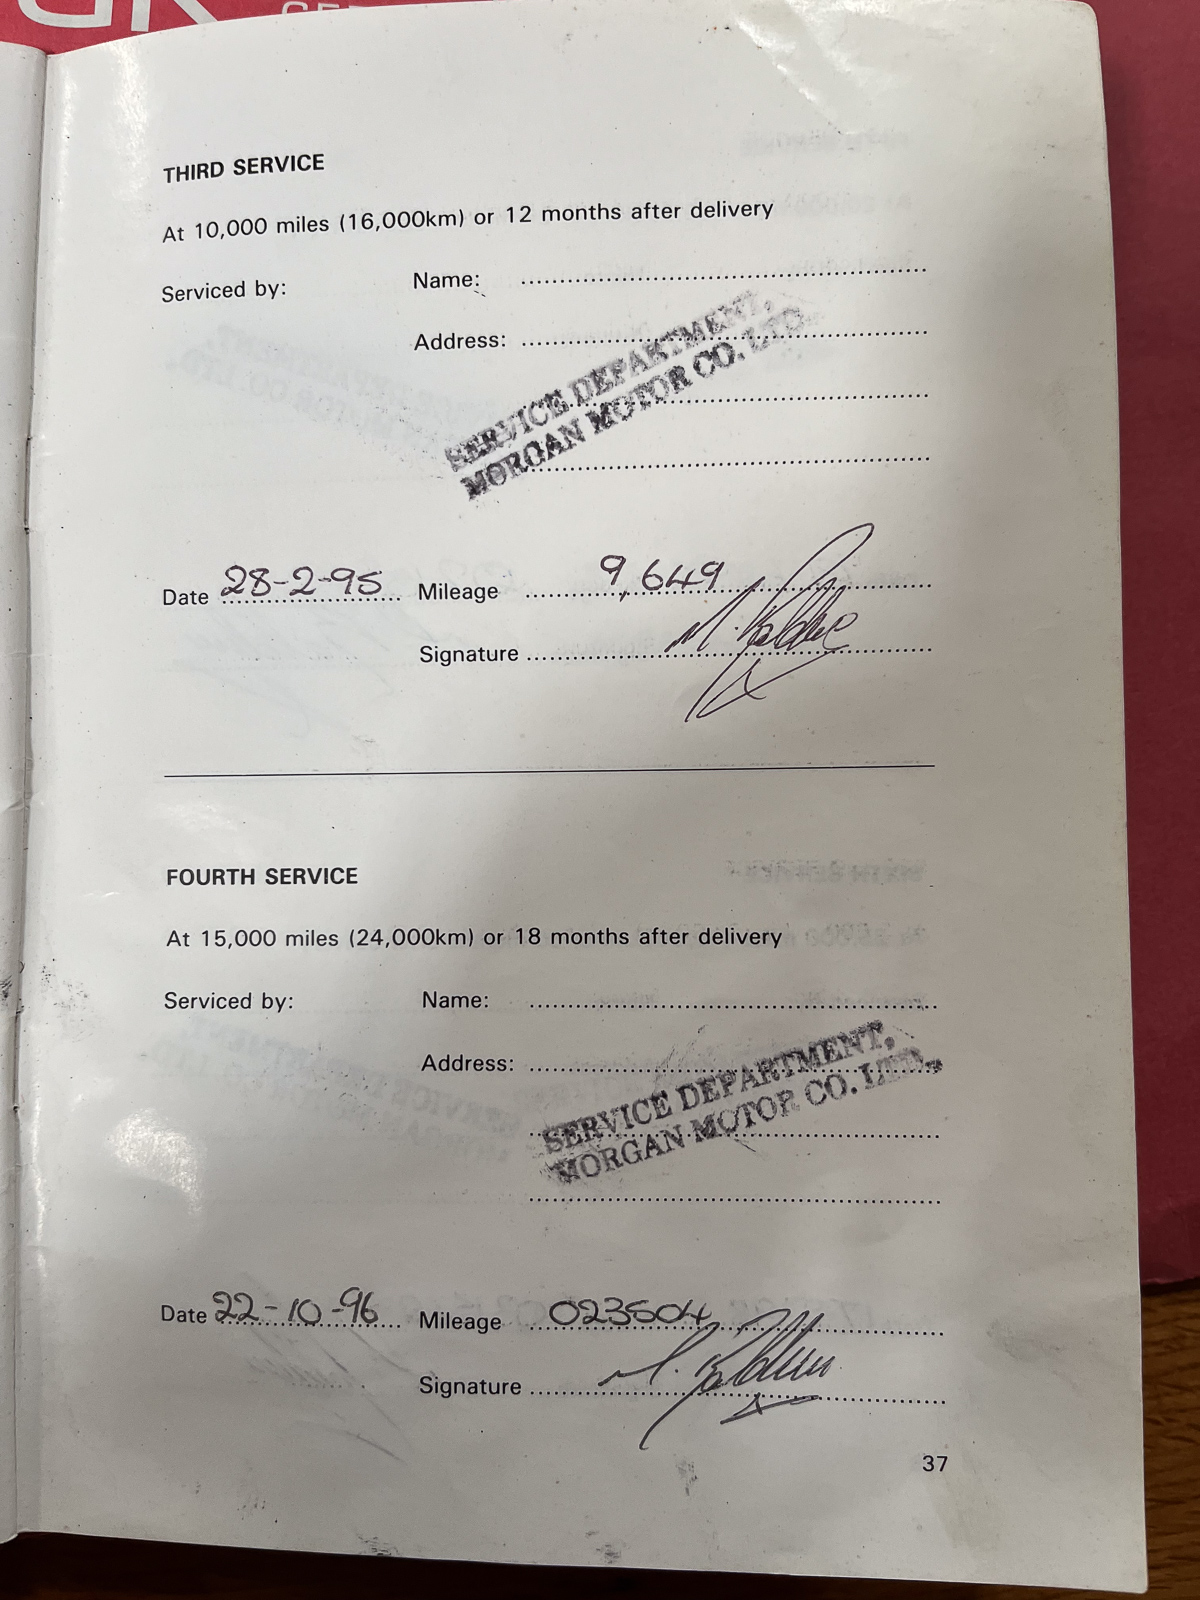 THIRD SERVICE
At 10,000 miles (16,000km) or 12 months after delivery
Serviced by: Name:
Address:
SERVICE DEPARTMENT,
MORGAN MOTOR CO. LTD.
Date 28-2-95 Mileage 9,649
Signature
FOURTH SERVICE
At 15,000 miles (24,000km) or 18 months after delivery
Serviced by: Name:
Address:
SERVICE DEPARTMENT,
MORGAN MOTOR CO. LTD.
Date 22-10-96 Mileage 023504
Signature
37